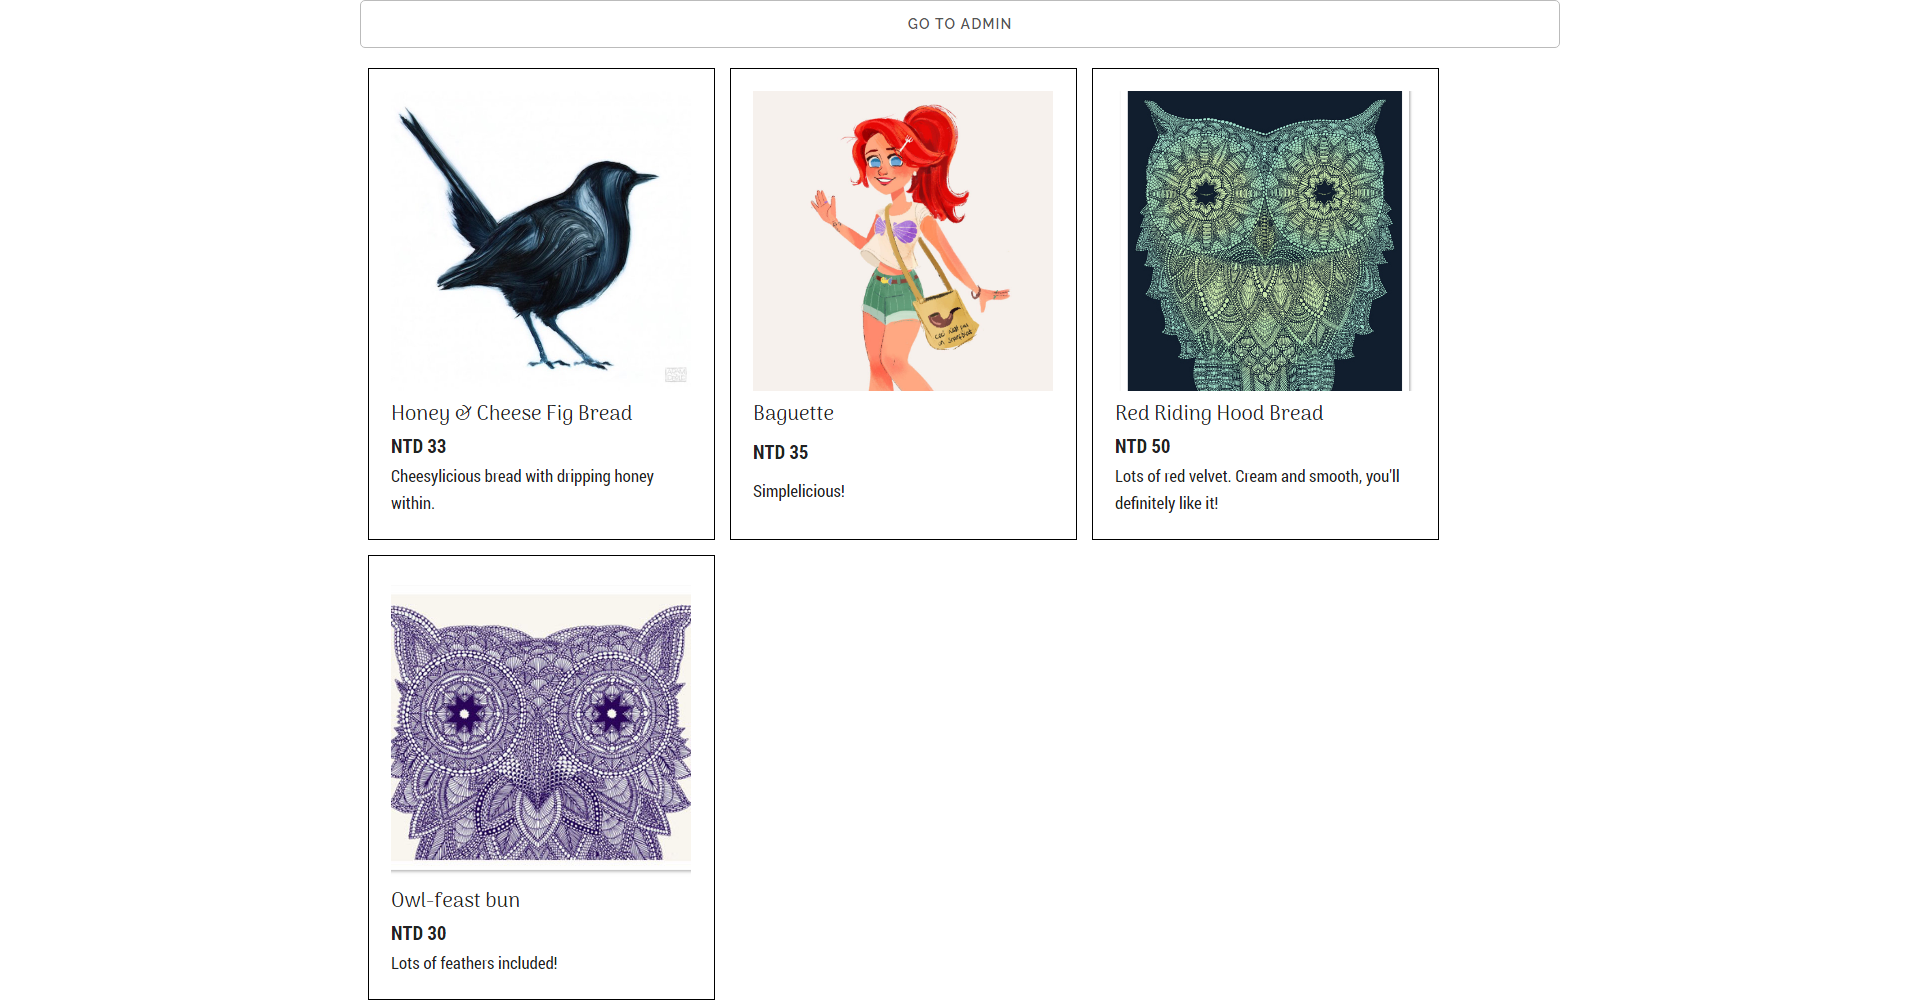 GO TO ADMIN
Honey & Cheese Fig Bread
NTD 33
Cheesylicious bread with dripping honey
within.
Baguette
NTD 35
Simplelicious!
Red Riding Hood Bread
NTD 50
Lots of red velvet. Cream and smooth, you'll
definitely like it!
Owl-feast bun
NTD 30
Lots of feathers included!